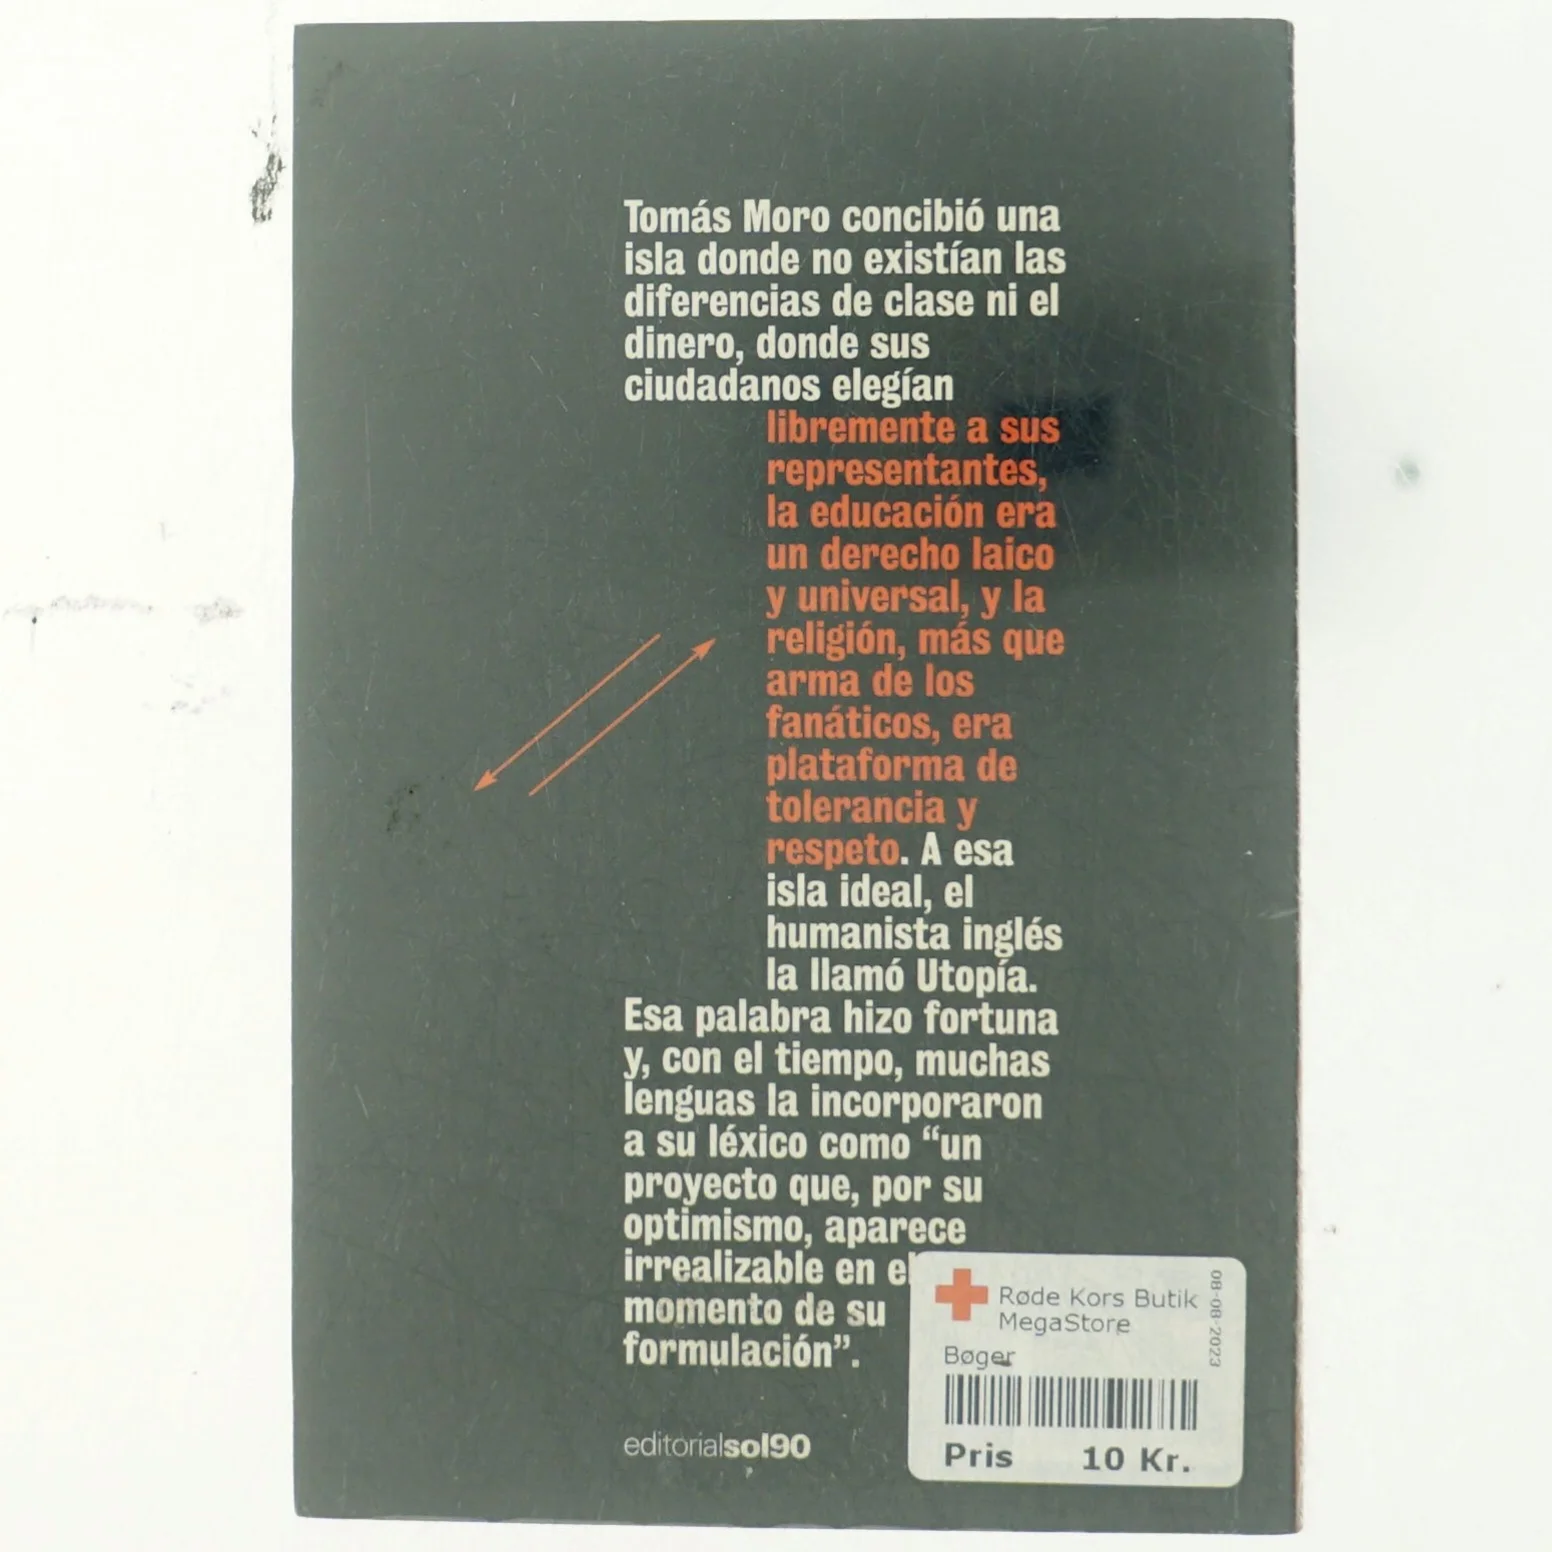 Tomás Moro concibió una
isla donde no existían las
diferencias de clase ni el
dinero, donde sus
ciudadanos elegían
libremente a sus
representantes,
la educación era
un derecho laico
y universal, y la
religión, más que
arma de los
fanáticos, era
plataforma de
tolerancia y
respeto. A esa
isla ideal, el
humanista inglés
la llamó Utopía.
Esa palabra hizo fortuna
y, con el tiempo, muchas
lenguas la incorporaron
a su léxico como “un
proyecto que, por su
optimismo, aparece
irrealizable en el
momento de su
formulación”.
editorialsol90
Røde Kors Butik
MegaStore
08-08-2023
Bøger
Pris 10 Kr.